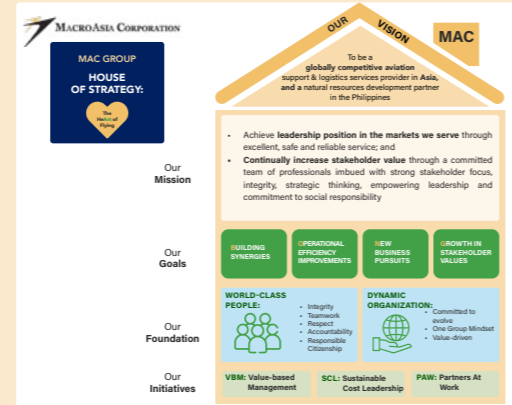 MACROASIA CORPORATION
MAC GROUP
HOUSE
OF STRATEGY:
The
Heart of
Flying
OUR VISION
MAC
To be a
globally competitive aviation
support & logistics services provider in Asia,
and a natural resources development partner
in the Philippines
Our
Mission
• Achieve leadership position in the markets we serve through
excellent, safe and reliable service; and
• Continually increase stakeholder value through a committed
team of professionals imbued with strong stakeholder focus,
integrity, strategic thinking, empowering leadership and
commitment to social responsibility
Our
Goals
BUILDING
SYNERGIES
OPERATIONAL
EFFICIENCY
IMPROVEMENTS
NEW
BUSINESS
PURSUITS
GROWTH IN
STAKEHOLDER
VALUES
Our
Foundation
WORLD-CLASS
PEOPLE:
• Integrity
• Teamwork
• Respect
• Accountability
• Responsible
Citizenship
DYNAMIC
ORGANIZATION:
• Committed to
evolve
• One Group Mindset
• Value-driven
Our
Initiatives
VBM: Value-based
Management
SCL: Sustainable
Cost Leadership
PAW: Partners At
Work